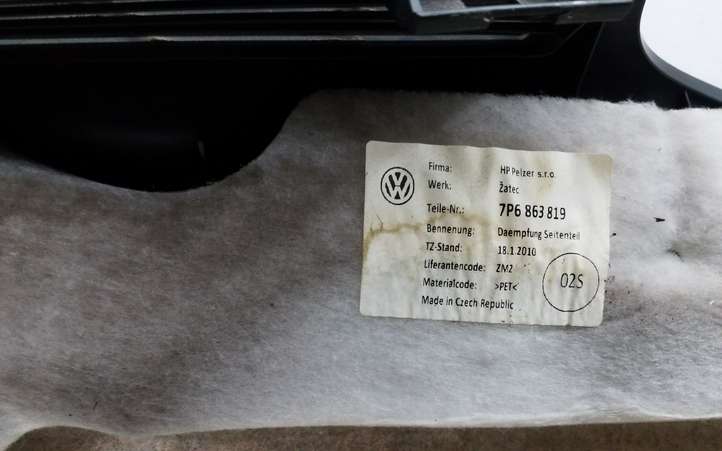 Firma: HP Pelzer s.r.o.
Werk: Žatec
Teile-Nr.: 7P6 863 819
Bennenung: Daempfung Seitenteil
TZ-Stand: 18.1.2010
Liferantencode: ZM2
Materialcode: >PET<
Made in Czech Republic
02S